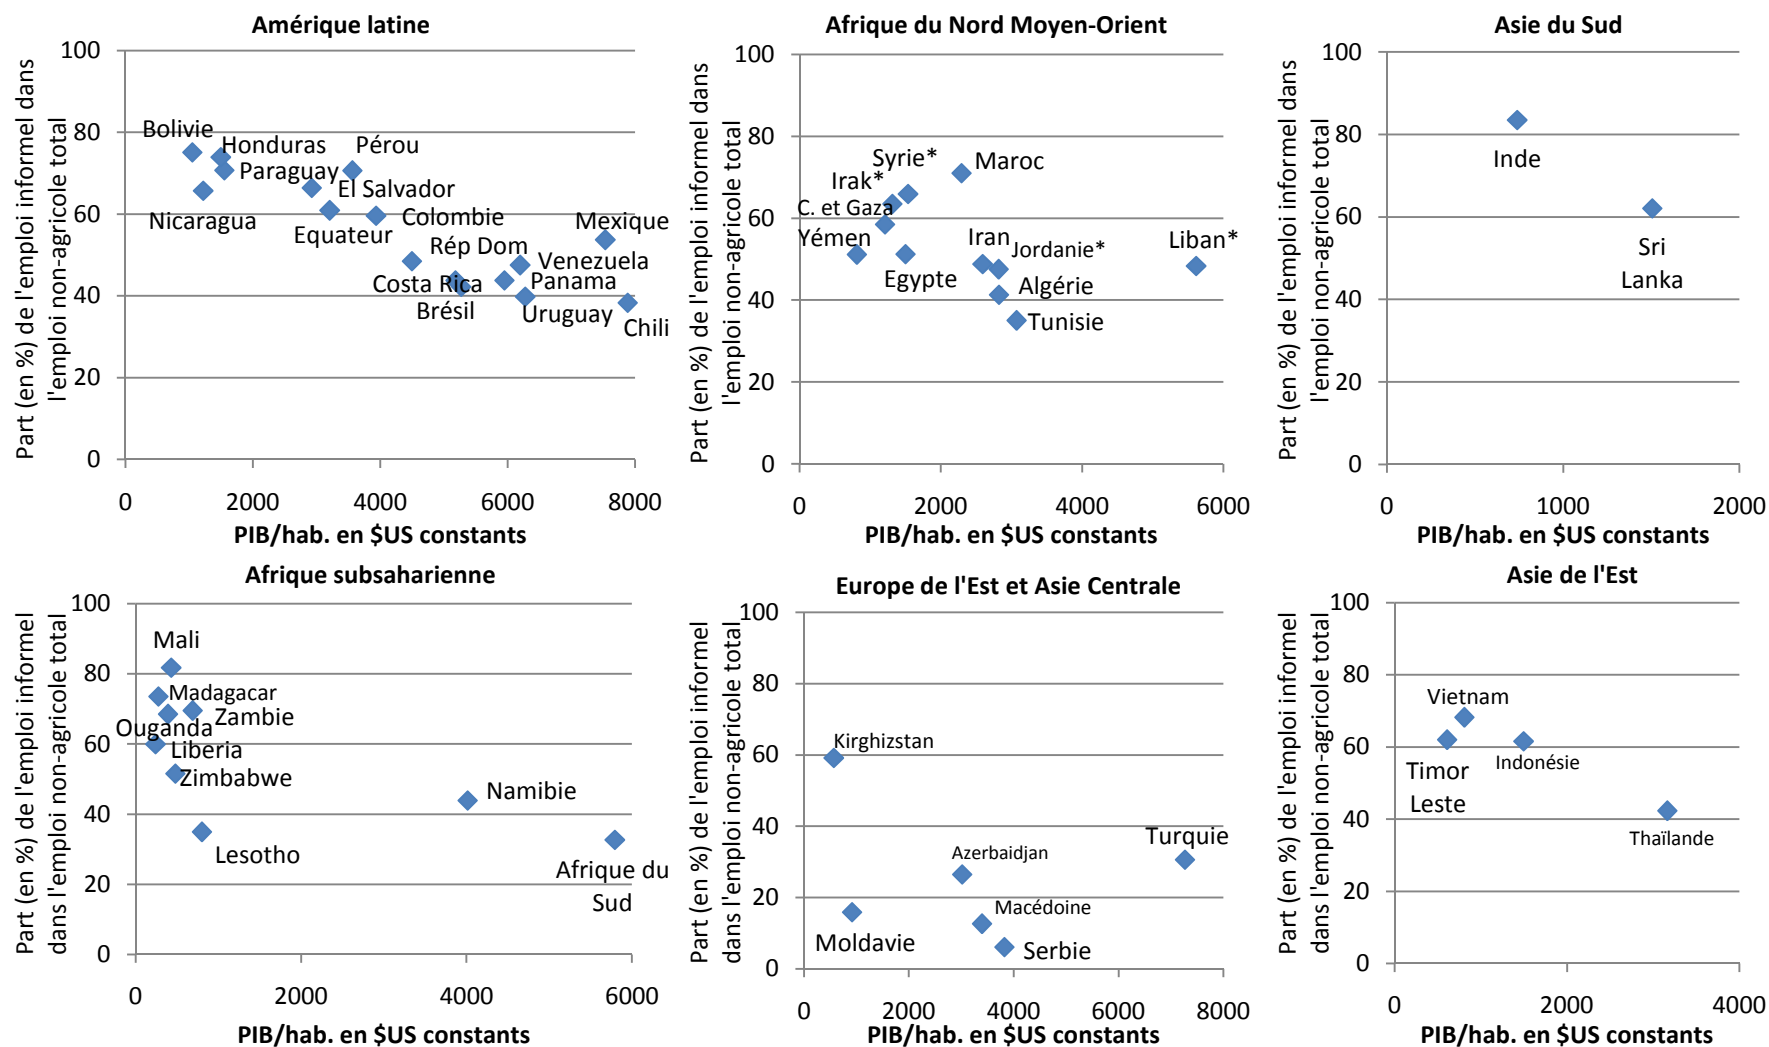 Amérique latine
Part (en %) de l'emploi informel dans
l'emploi non-agricole total
100
80
60
40
20
0
Bolivie
Honduras
Pérou
Paraguay
El Salvador
Nicaragua
Equateur
Colombie
Mexique
Rép Dom
Venezuela
Costa Rica
Panama
Brésil
Uruguay
Chili
0
2000
4000
6000
8000
PIB/hab. en $US constants
Afrique du Nord Moyen-Orient
Part (en %) de l'emploi informel dans
l'emploi non-agricole total
100
80
60
40
20
0
Syrie*
Maroc
Irak*
C. et Gaza
Yémen
Iran
Jordanie*
Liban*
Egypte
Algérie
Tunisie
0
2000
4000
6000
PIB/hab. en $US constants
Asie du Sud
Part (en %) de l'emploi informel dans
l'emploi non-agricole total
100
80
60
40
20
0
Inde
Sri
Lanka
0
1000
2000
PIB/hab. en $US constants
Afrique subsaharienne
Part (en %) de l'emploi informel
dans l'emploi non-agricole total
100
80
60
40
20
0
Mali
Madagacar
Zambie
Ouganda
Liberia
Zimbabwe
Namibie
Lesotho
Afrique du
Sud
0
2000
4000
6000
PIB/hab. en $US constants
Europe de l'Est et Asie Centrale
Part (en %) de l'emploi informel
dans l'emploi non-agricole total
100
80
60
40
20
0
Kirghizstan
Turquie
Azerbaidjan
Macédoine
Moldavie
Serbie
0
2000
4000
6000
8000
PIB/hab. en $US constants
Asie de l'Est
Part (en %) de l'emploi informel
dans l'emploi non-agricole total
100
80
60
40
20
0
Vietnam
Indonésie
Timor
Leste
Thaïlande
0
2000
4000
PIB/hab. en $US constants